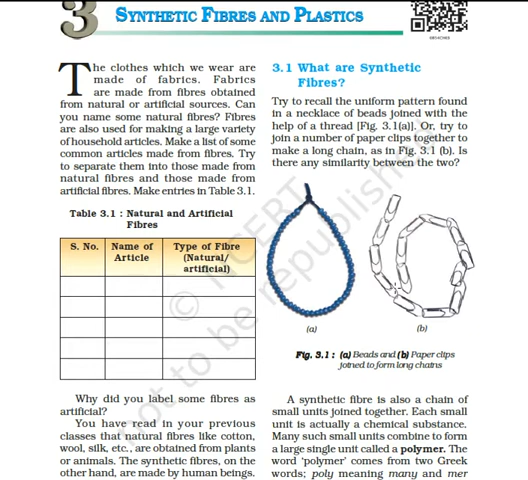 3 SYNTHETIC FIBRES AND PLASTICS
The clothes which we wear are
made of fabrics. Fabrics
are made from fibres obtained
from natural or artificial sources. Can
you name some natural fibres? Fibres
are also used for making a large variety
of household articles. Make a list of some
common articles made from fibres. Try
to separate them into those made from
natural fibres and those made from
artificial fibres. Make entries in Table 3.1.
Table 3.1 : Natural and Artificial
Fibres
S. No. Name of Article Type of Fibre (Natural/ artificial)
Why did you label some fibres as
artificial?
You have read in your previous
classes that natural fibres like cotton,
wool, silk, etc., are obtained from plants
or animals. The synthetic fibres, on the
other hand, are made by human beings.
3.1 What are Synthetic
Fibres?
Try to recall the uniform pattern found
in a necklace of beads joined with the
help of a thread [Fig. 3.1(a)]. Or, try to
join a number of paper clips together to
make a long chain, as in Fig. 3.1 (b). Is
there any similarity between the two?
(a) (b)
Fig. 3.1 : (a) Beads and (b) Paper clips
joined to form long chains
A synthetic fibre is also a chain of
small units joined together. Each small
unit is actually a chemical substance.
Many such small units combine to form
a large single unit called a polymer. The
word 'polymer' comes from two Greek
words; poly meaning many and mer
© NCERT
not to be republished